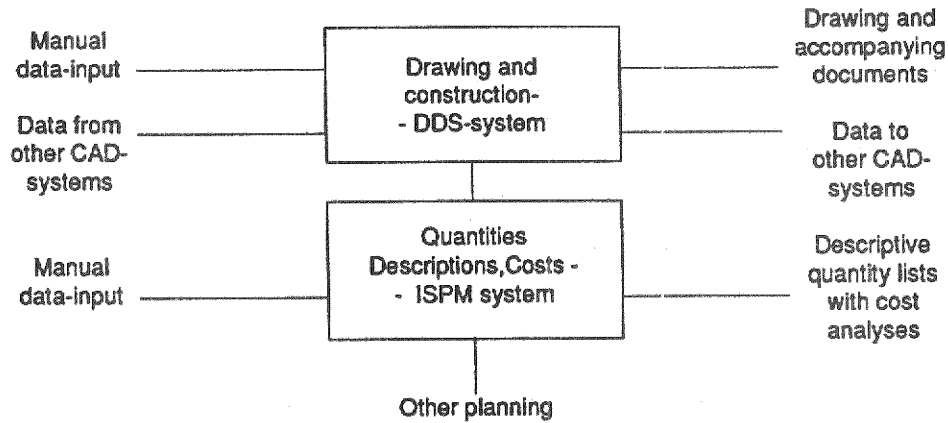 Manual
data-input
Data from
other CAD-
systems
Drawing and
construction-
- DDS-system
Drawing and
accompanying
documents
Data to
other CAD-
systems
Manual
data-input
Quantities
Descriptions,Costs -
- ISPM system
Descriptive
quantity lists
with cost
analyses
Other planning